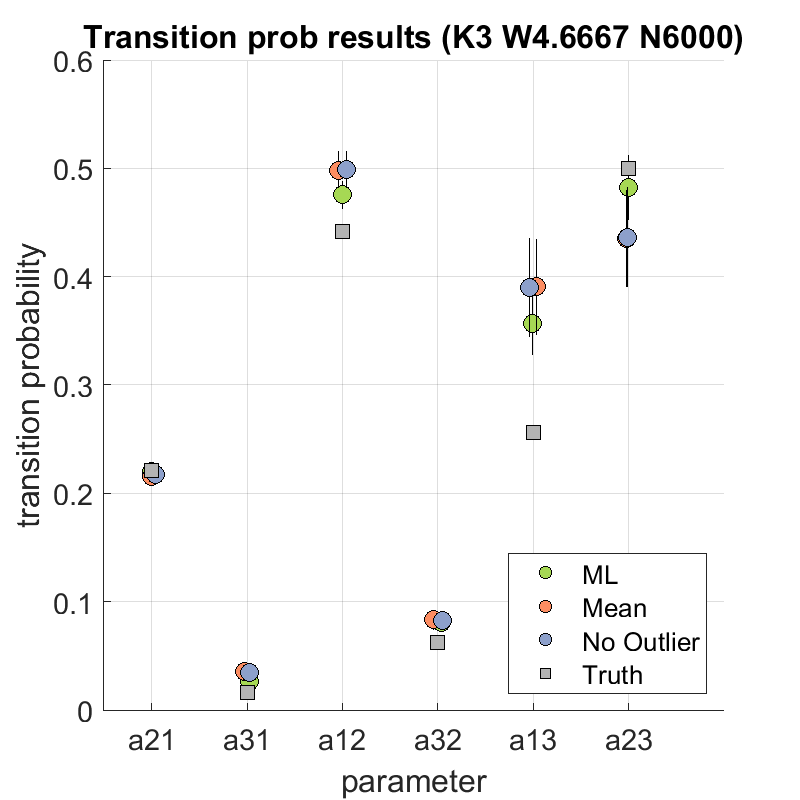 Transition prob results (K3 W4.6667 N6000)
0.6
0.5
0.4
0.3
0.2
0.1
0
transition probability
ML
Mean
No Outlier
Truth
a21 a31 a12 a32 a13 a23
parameter